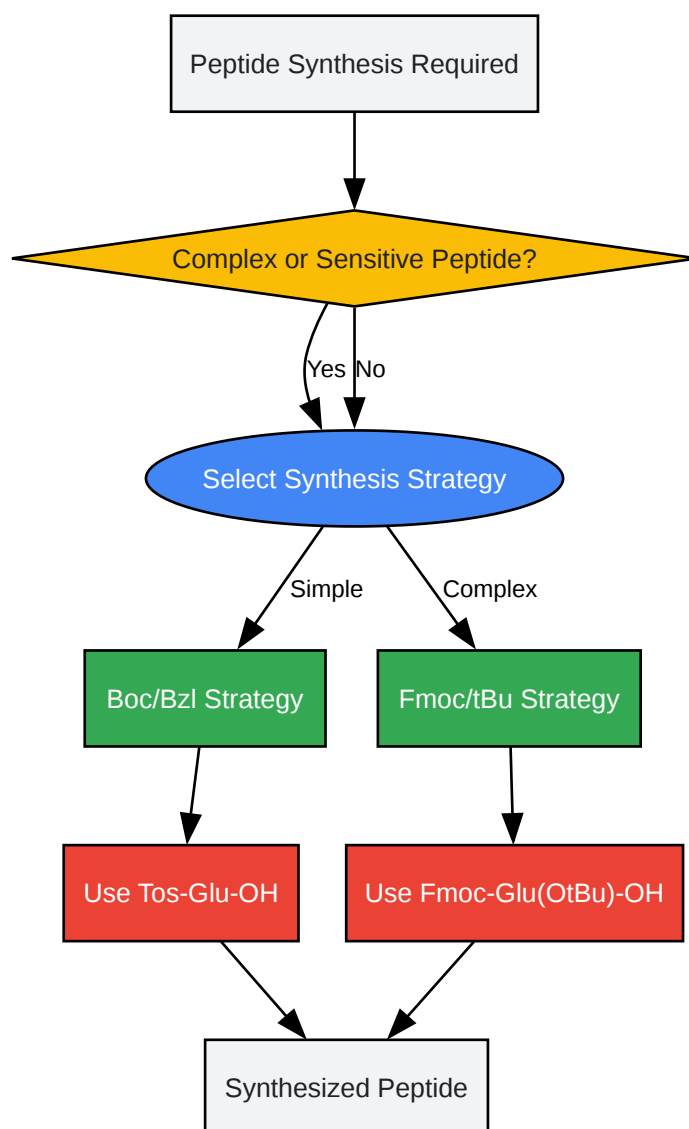 Peptide Synthesis Required
Complex or Sensitive Peptide?
Yes
No
Select Synthesis Strategy
Simple
Complex
Boc/Bzl Strategy
Fmoc/tBu Strategy
Use Tos-Glu-OH
Use Fmoc-Glu(OtBu)-OH
Synthesized Peptide